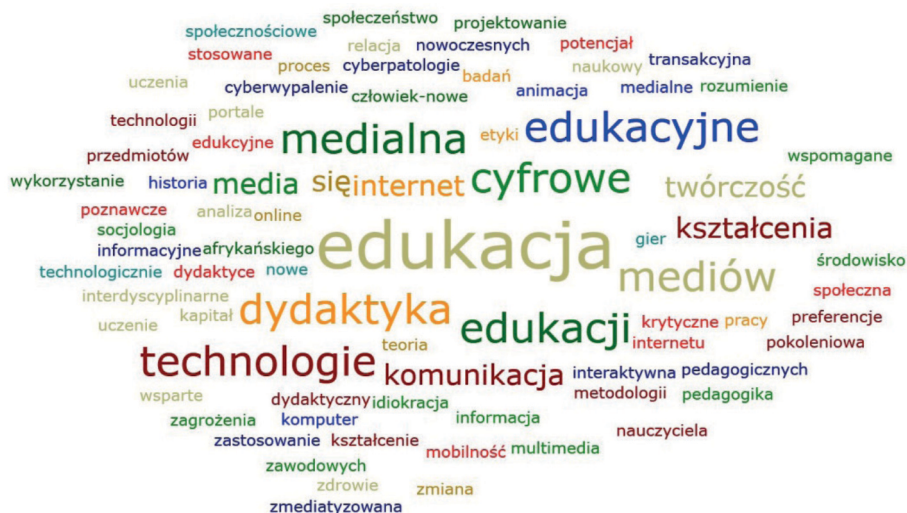 społeczeństwo
projektowanie
społecznościowe
stosowane
relacja
nowoczesnych
potencjał
transakcyjna
proces
cyberpatologie
badań
naukowy
uczenia
cyberwypalenie
człowiek-nowe
animacja
medialne
rozumienie
portale
technologii
edukcyjne
medialna
etyki
edukacyjne
przedmiotów
wspomagane
wykorzystanie
historia
media
się
internet
cyfrowe
twórczość
poznawcze
analiza
online
socjologia
edukacja
gier
kształcenia
informacyjne
afrykańskiego
technologicznie
dydaktyce
nowe
mediów
środowisko
interdyscyplinarne
kapitał
dydaktyka
społeczna
uczenie
edukacji
krytyczne
pracy
preferencje
teoria
internetu
pokoleniowa
technologie
komunikacja
interaktywna
pedagogicznych
wsparte
dydaktyczny
idiokracja
metodologii
pedagogika
zagrożenia
komputer
informacja
zastosowanie
kształcenie
nauczyciela
mobilność
multimedia
zawodowych
zdrowie
zmiana
zmediatyzowana